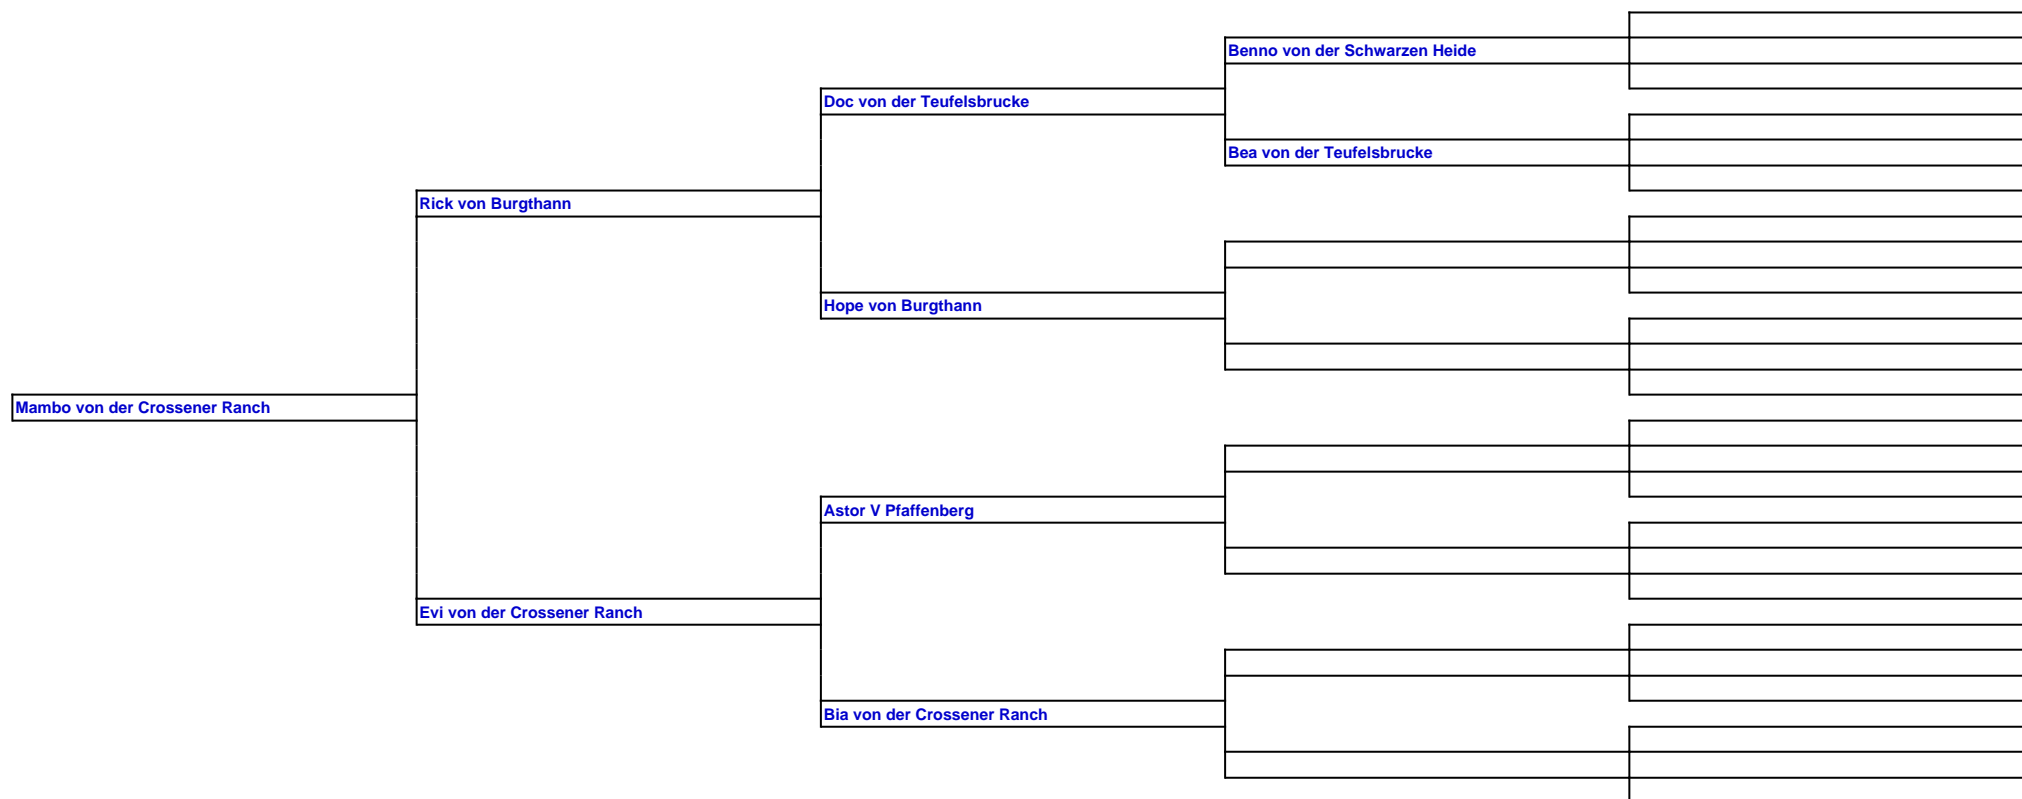 Benno von der Schwarzen Heide
Doc von der Teufelsbrucke
Bea von der Teufelsbrucke
Rick von Burgthann
Hope von Burgthann
Mambo von der Crossener Ranch
Astor V Pfaffenberg
Evi von der Crossener Ranch
Bia von der Crossener Ranch